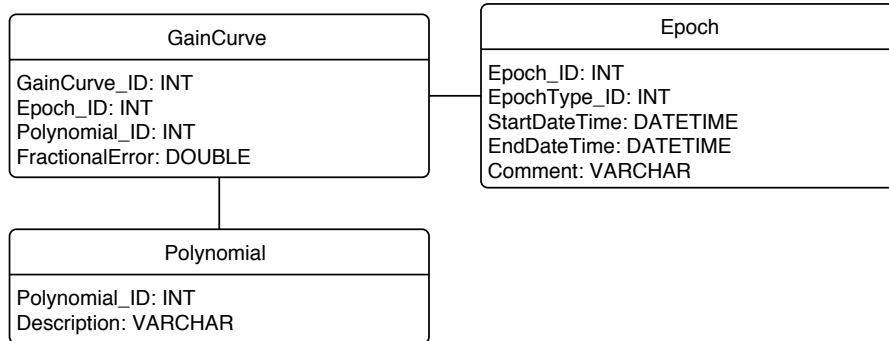 GainCurve
GainCurve_ID: INT
Epoch_ID: INT
Polynomial_ID: INT
FractionalError: DOUBLE
Epoch
Epoch_ID: INT
EpochType_ID: INT
StartDateTime: DATETIME
EndDateTime: DATETIME
Comment: VARCHAR
Polynomial
Polynomial_ID: INT
Description: VARCHAR